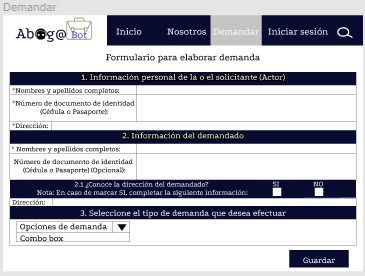 Demandar
Abog@ Bot
Inicio
Nosotros
Demandar
Iniciar sesión
Formulario para elaborar demanda
1. Información personal de la o el solicitante (Actor)
*Nombres y apellidos completos:
*Número de documento de identidad
(Cédula o Pasaporte):
*Dirección:
2. Información del demandado
* Nombres y apellidos completos:
Número de documento de identidad
(Cédula o Pasaporte) (Opcional):
2.1 ¿Conoce la dirección del demandado?
SI
NO
Nota: En caso de marcar SI, completar la siguiente información:
Dirección:
3. Seleccione el tipo de demanda que desea efectuar
Opciones de demanda
Combo box
Guardar